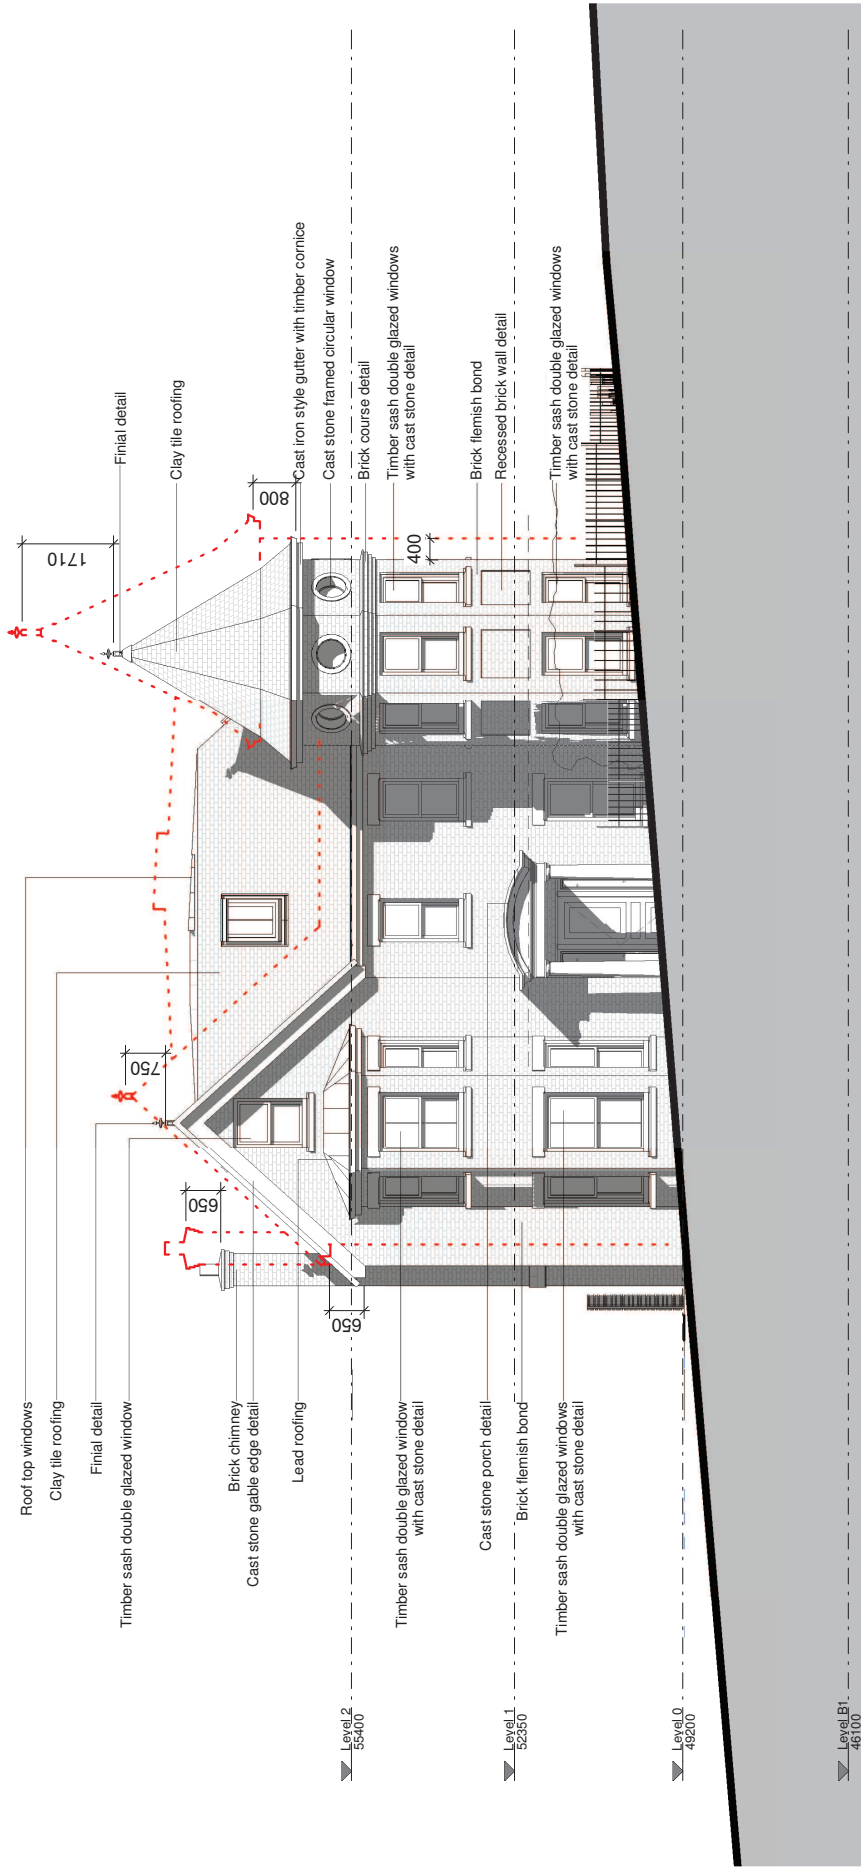 Roof top windows
Clay tile roofing
Finial detail
Timber sash double glazed window
Brick chimney
Cast stone gable edge detail
Lead roofing
Timber sash double glazed window
with cast stone detail
Cast stone porch detail
Brick flemish bond
Timber sash double glazed windows
with cast stone detail
Level 2
55400
Level 1
52350
Level 0
49200
Level B1
46100
650
650
750
1710
800
400
Finial detail
Clay tile roofing
Cast iron style gutter with timber cornice
Cast stone framed circular window
Brick course detail
Timber sash double glazed windows
with cast stone detail
Brick flemish bond
Recessed brick wall detail
Timber sash double glazed windows
with cast stone detail